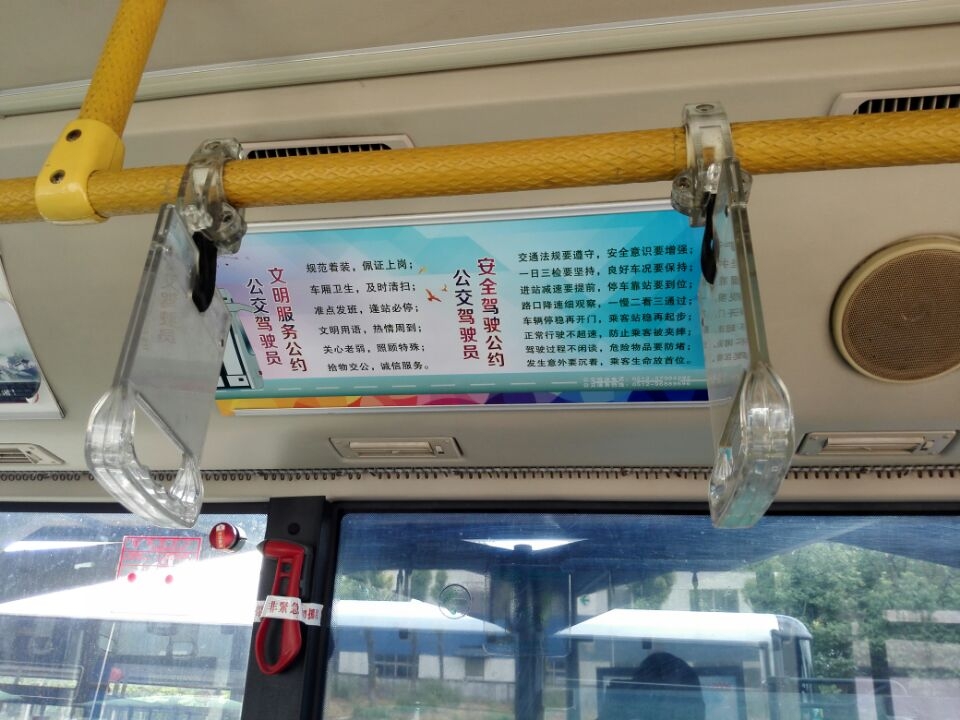 公交驾驶员
文明服务公约
规范着装，佩证上岗；
车厢卫生，及时清扫；
准点发班，逢站必停；
文明用语，热情周到；
关心老弱，照顾特殊；
拾物交公，诚信服务。
公交驾驶员
安全驾驶公约
交通法规要遵守，安全意识要增强；
一日三检要坚持，良好车况要保持；
进站减速要提前，停车靠站要到位；
路口降速细观察，一慢二看三通过；
车辆停稳再开门，乘客站稳再起步；
正常行驶不超速，防止乘客被夹摔；
驾驶过程不闲谈，危险物品要防堵；
发生意外要沉着，乘客生命放首位。
非紧急